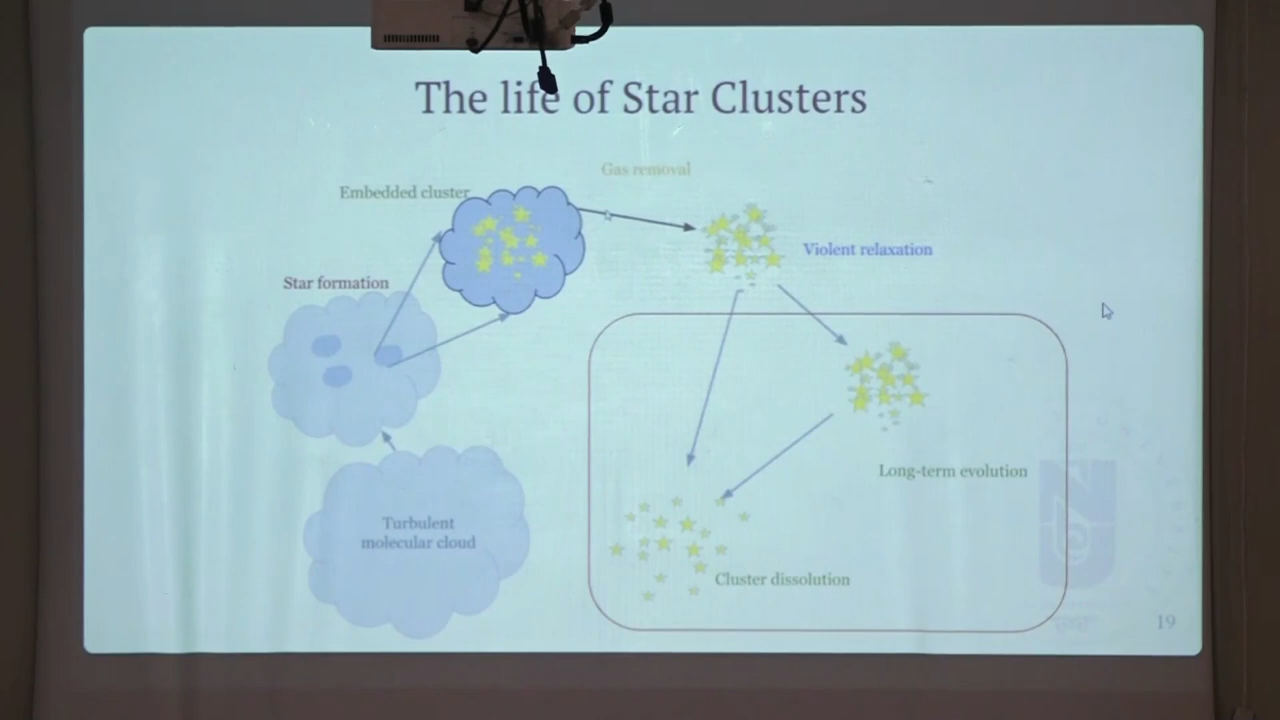 The life of Star Clusters
Gas removal
Embedded cluster
Violent relaxation
Star formation
Long-term evolution
Turbulent
molecular cloud
Cluster dissolution
19